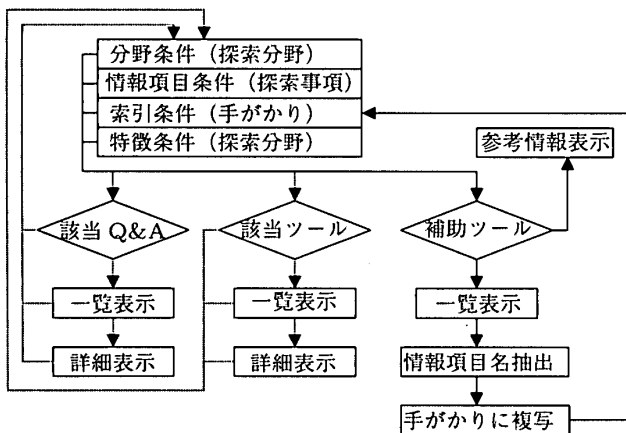 分野条件（探索分野）
情報項目条件（探索事項）
索引条件（手がかり）
特徴条件（探索分野）
参考情報表示
該当 Q&A
該当ツール
補助ツール
一覧表示
一覧表示
一覧表示
詳細表示
詳細表示
情報項目名抽出
手がかりに複写